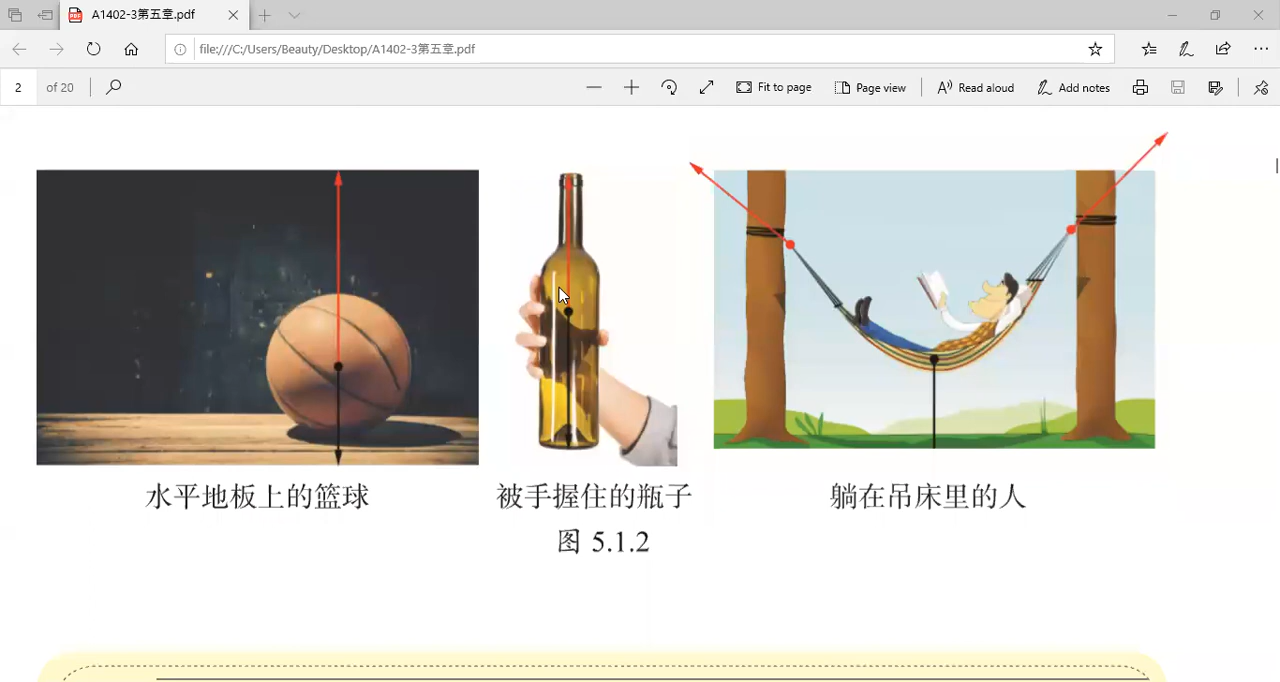 A1402-3第五章.pdf
file:///C:/Users/Beauty/Desktop/A1402-3第五章.pdf
2 of 20 Fit to page Page view Read aloud Add notes
水平地板上的篮球 被手握住的瓶子 躺在吊床里的人
图 5.1.2